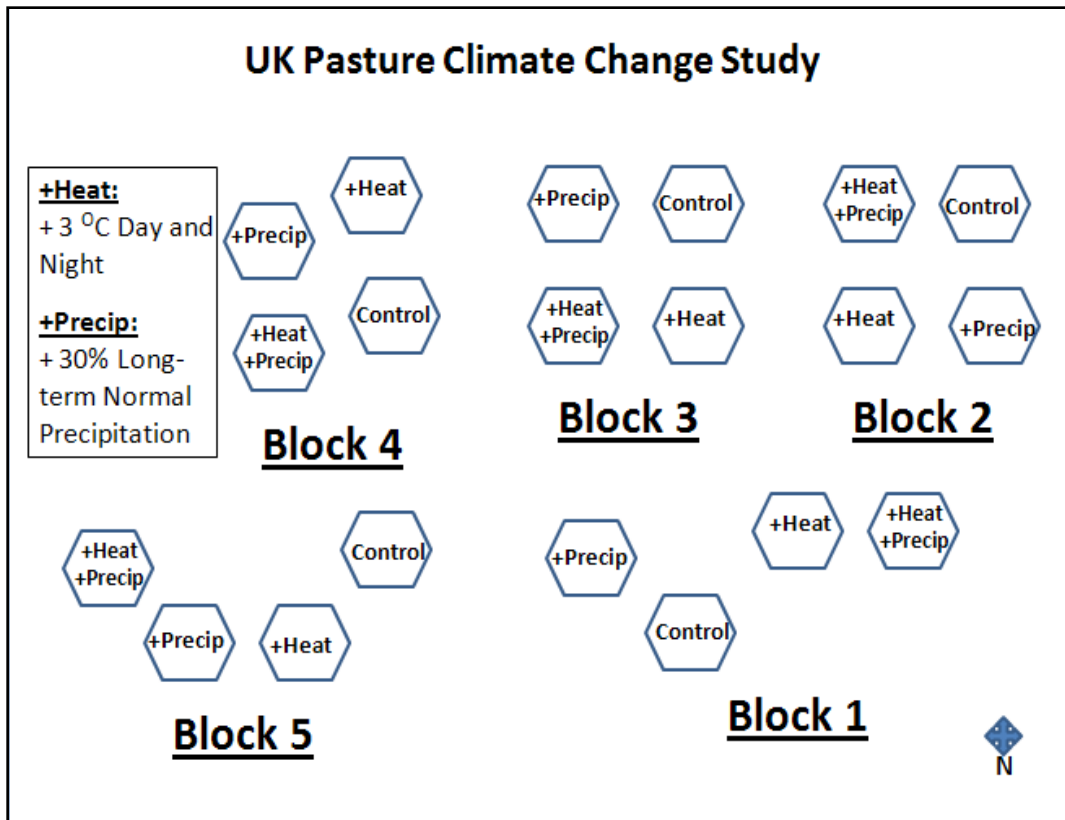 UK Pasture Climate Change Study
+Heat:
+ 3 ⁰C Day and
Night
+Precip:
+ 30% Long-
term Normal
Precipitation
+Heat
+Precip
Control
+Heat
+Precip
Block 4
+Precip
Control
+Heat
+Precip
+Heat
Block 3
+Heat
+Precip
Control
+Heat
+Precip
Block 2
+Heat
+Precip
+Precip
+Heat
Control
Block 5
+Precip
Control
+Heat
+Heat
+Precip
Block 1
N